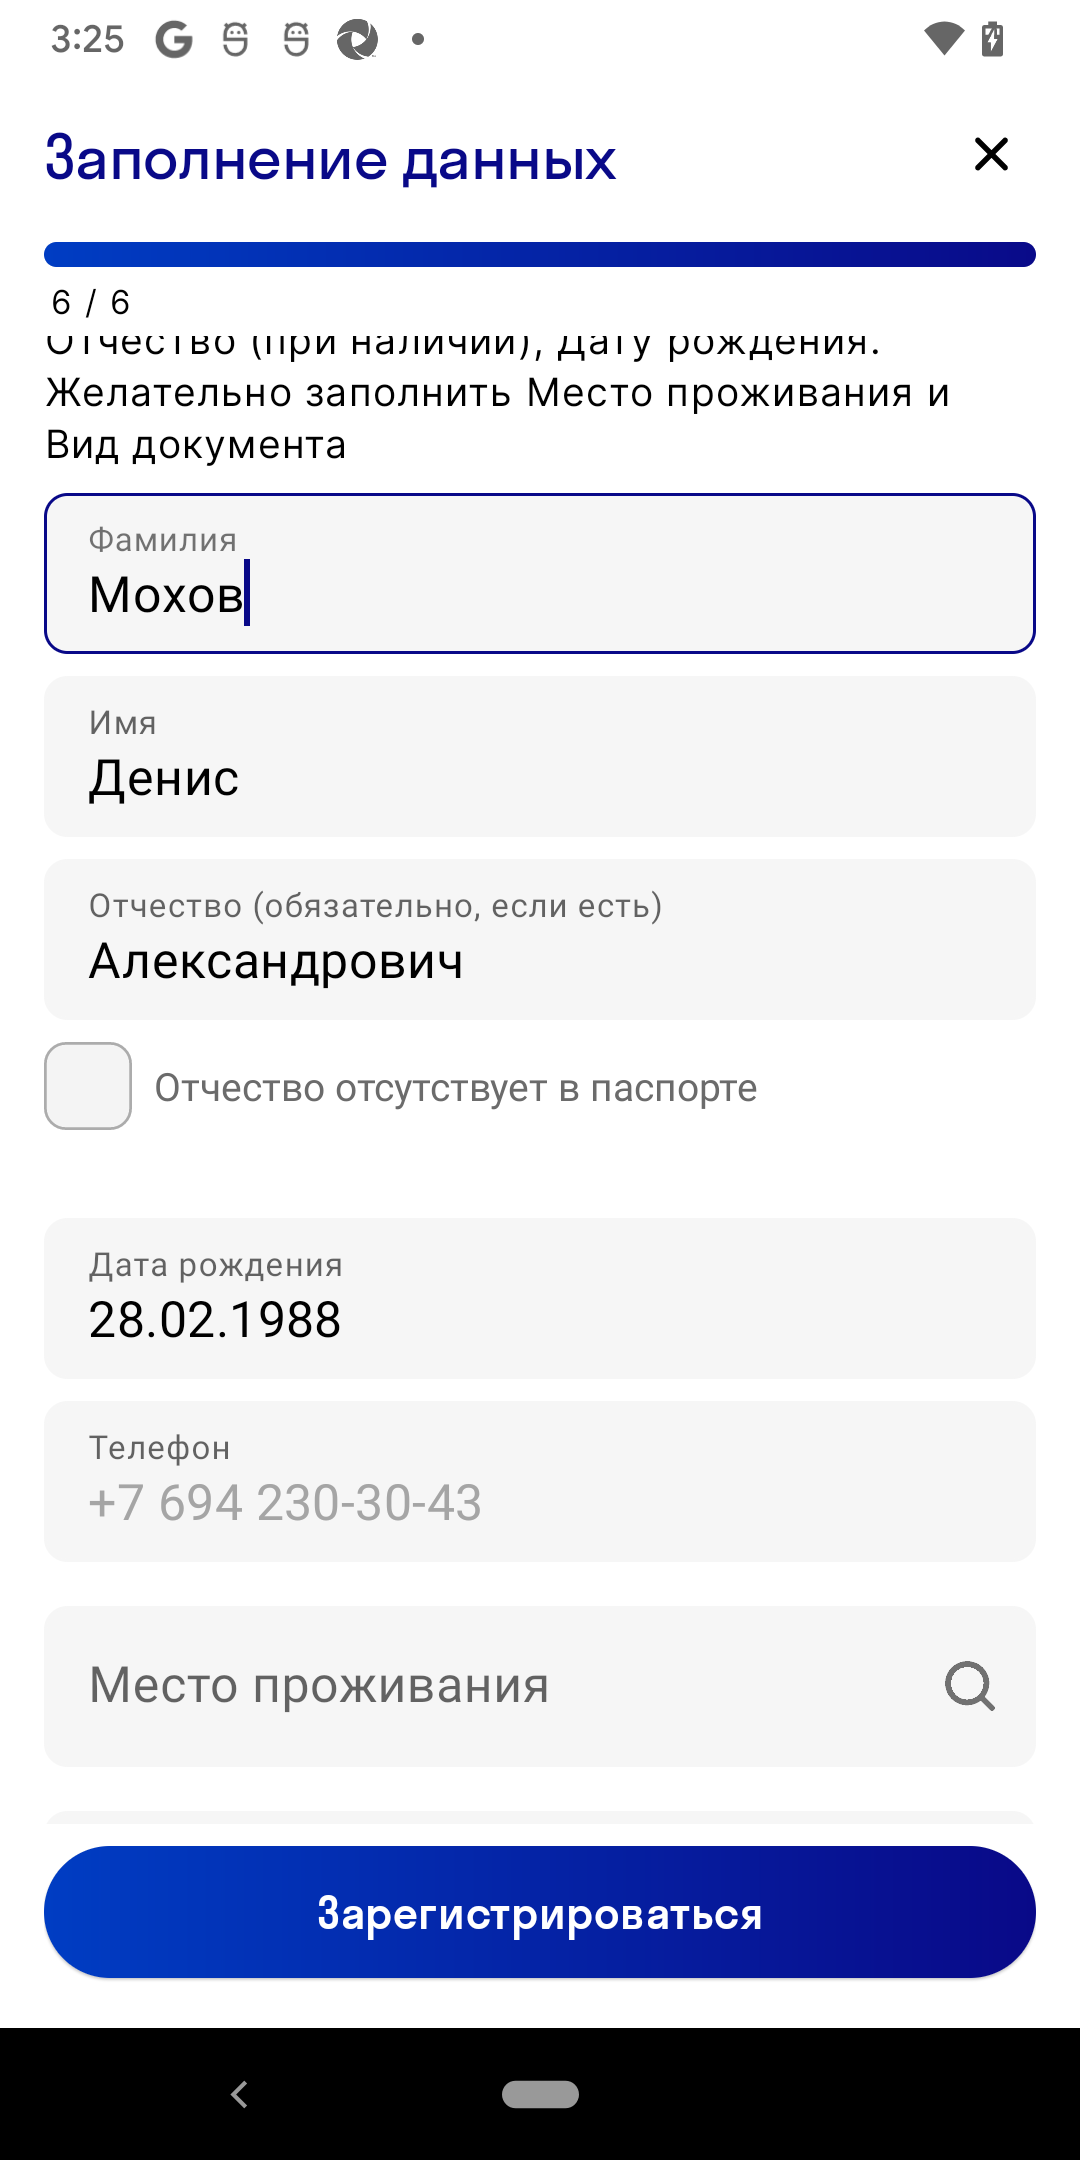 3:25
Заполнение данных
6 / 6
Отчество (при наличии), Дату рождения.
Желательно заполнить Место проживания и
Вид документа
Фамилия
Мохов
Имя
Денис
Отчество (обязательно, если есть)
Александрович
Отчество отсутствует в паспорте
Дата рождения
28.02.1988
Телефон
+7 694 230-30-43
Место проживания
Зарегистрироваться